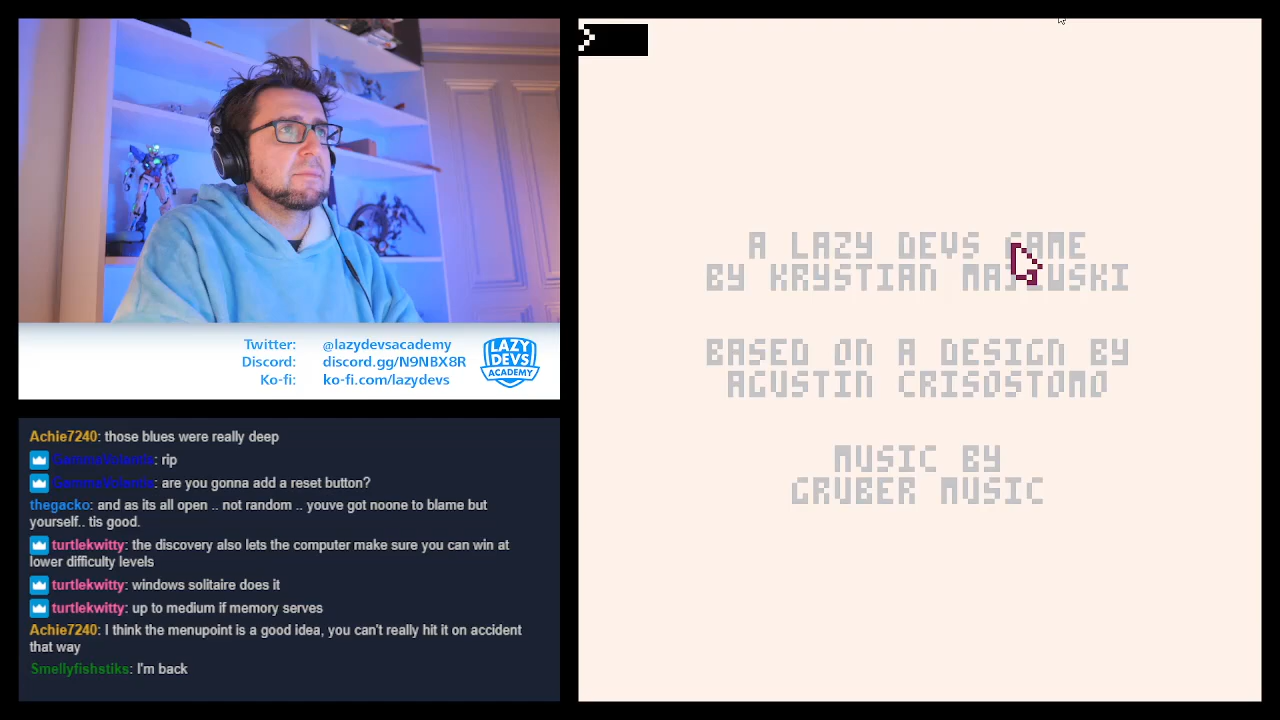 Twitter: @lazydevsacademy
Discord: discord.gg/N9NBX8R
Ko-fi: ko-fi.com/lazydevs
LAZY
DEVS
ACADEMY
Achie7240: those blues were really deep
GammaVolantis: rip
GammaVolantis: are you gonna add a reset button?
thegacko: and as its all open .. not random .. youve got noone to blame but
yourself.. tis good.
turtlekwitty: the discovery also lets the computer make sure you can win at
lower difficulty levels
turtlekwitty: windows solitaire does it
turtlekwitty: up to medium if memory serves
Achie7240: I think the menupoint is a good idea, you can't really hit it on accident
that way
Smellyfishstiks: I'm back
>
A LAZY DEVS GAME
BY KRYSTIAN MAJEWSKI
BASED ON A DESIGN BY
AGUSTIN CRISOSTOMO
MUSIC BY
GRUBER MUSIC